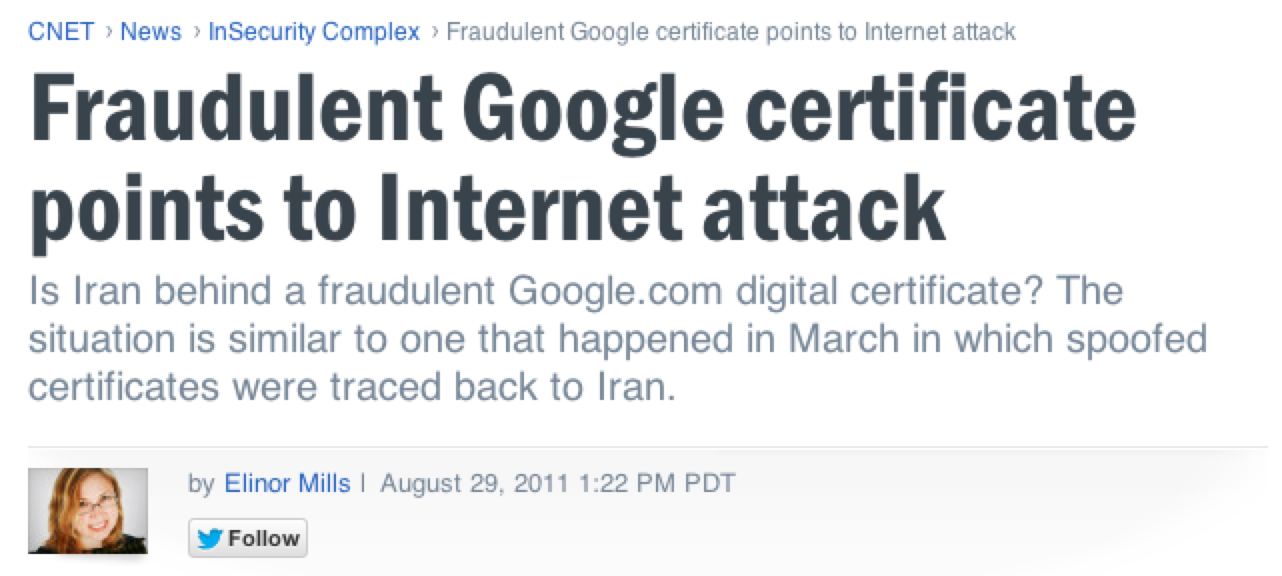 CNET › News › InSecurity Complex › Fraudulent Google certificate points to Internet attack
Fraudulent Google certificate
points to Internet attack
Is Iran behind a fraudulent Google.com digital certificate? The
situation is similar to one that happened in March in which spoofed
certificates were traced back to Iran.
by Elinor Mills | August 29, 2011 1:22 PM PDT
Follow